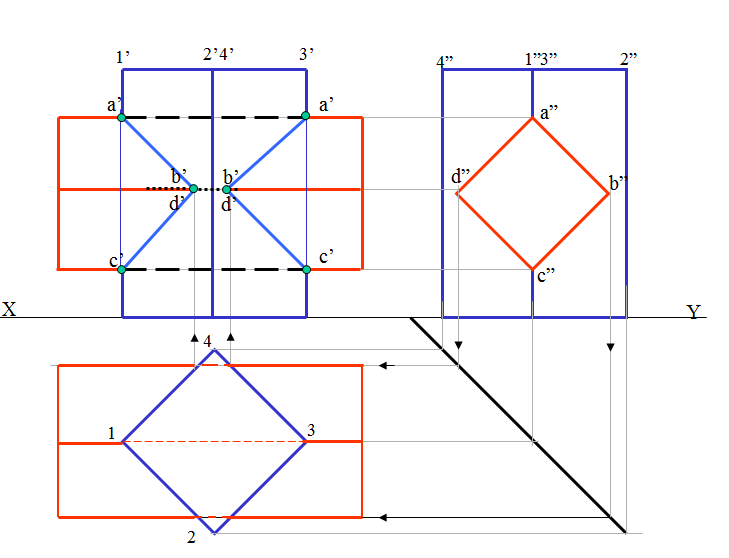 1’ 2’4’ 3’ 4” 1”3” 2”
a’ a’ a”
b’ b’ d” b”
d’ d’
c’ c’ c”
X Y
4
1 3
2